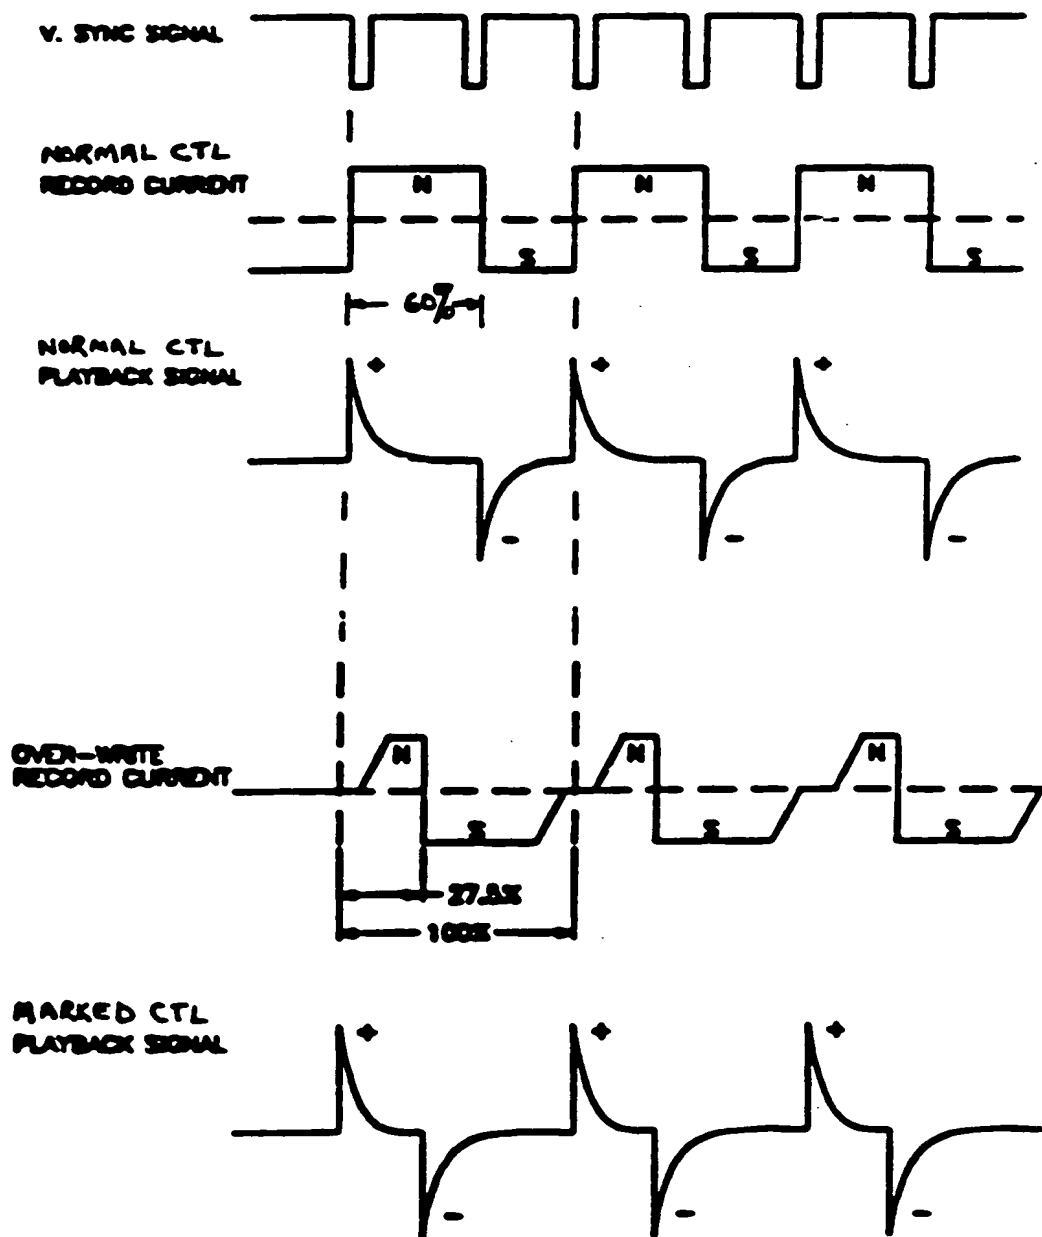 V. SYNC SIGNAL
NORMAL CTL
RECORD CURRENT
N N N
S S S
60%
NORMAL CTL
PLAYBACK SIGNAL
+ + +
- - -
OVER-WRITE
RECORD CURRENT
N N N
S S S
27.5%
100%
MARKED CTL
PLAYBACK SIGNAL
+ + +
- - -